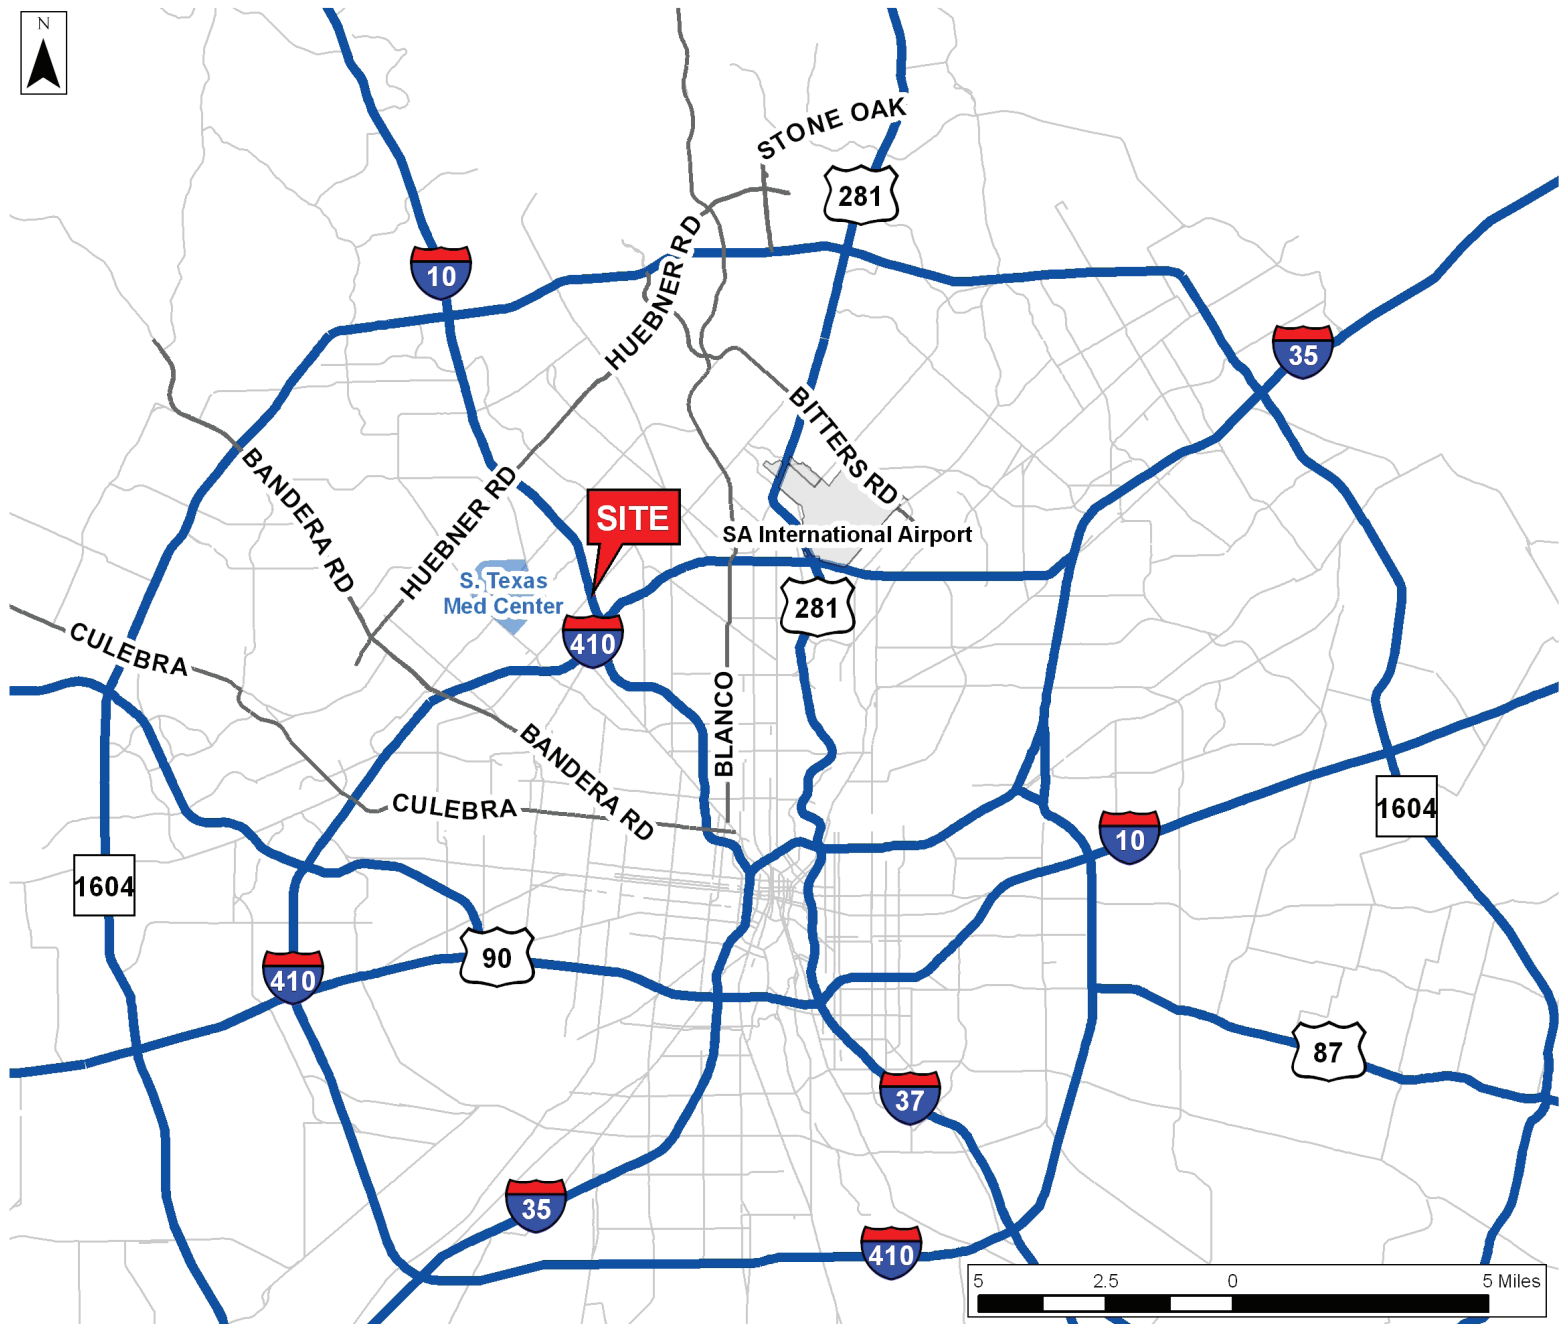 N
STONE OAK
281
10
HUEBNER RD
35
BITTERS RD
BANDERA RD
HUEBNER RD
SITE
SA International Airport
S. Texas
Med Center
281
410
CULEBRA
BLANCO
BANDERA RD
CULEBRA
1604
10
1604
90
410
87
37
35
410
5 2.5 0 5 Miles